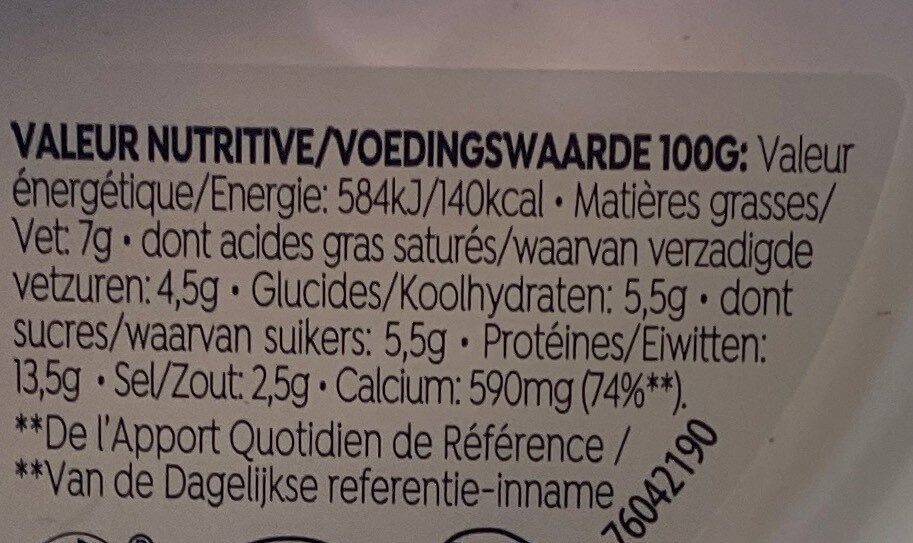 VALEUR NUTRITIVE/VOEDINGSWAARDE 100G: Valeur
énergétique/Energie: 584kJ/140kcal • Matières grasses/
Vet: 7g • dont acides gras saturés/waarvan verzadigde
vetzuren: 4,5g • Glucides/Koolhydraten: 5,5g • dont
sucres/waarvan suikers: 5,5g • Protéines/Eiwitten:
13,5g • Sel/Zout: 2,5g • Calcium: 590mg (74%**).
**De l'Apport Quotidien de Référence /
**Van de Dagelijkse referentie-inname
76042190